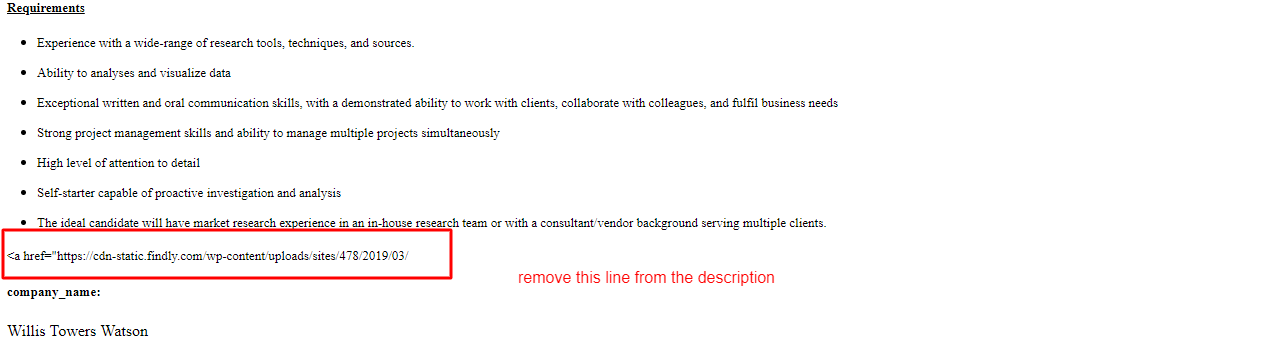 Requirements
Experience with a wide-range of research tools, techniques, and sources.
Ability to analyses and visualize data
Exceptional written and oral communication skills, with a demonstrated ability to work with clients, collaborate with colleagues, and fulfil business needs
Strong project management skills and ability to manage multiple projects simultaneously
High level of attention to detail
Self-starter capable of proactive investigation and analysis
The ideal candidate will have market research experience in an in-house research team or with a consultant/vendor background serving multiple clients.
<a href="https://cdn-static.findly.com/wp-content/uploads/sites/478/2019/03/
remove this line from the description
company_name:
Willis Towers Watson